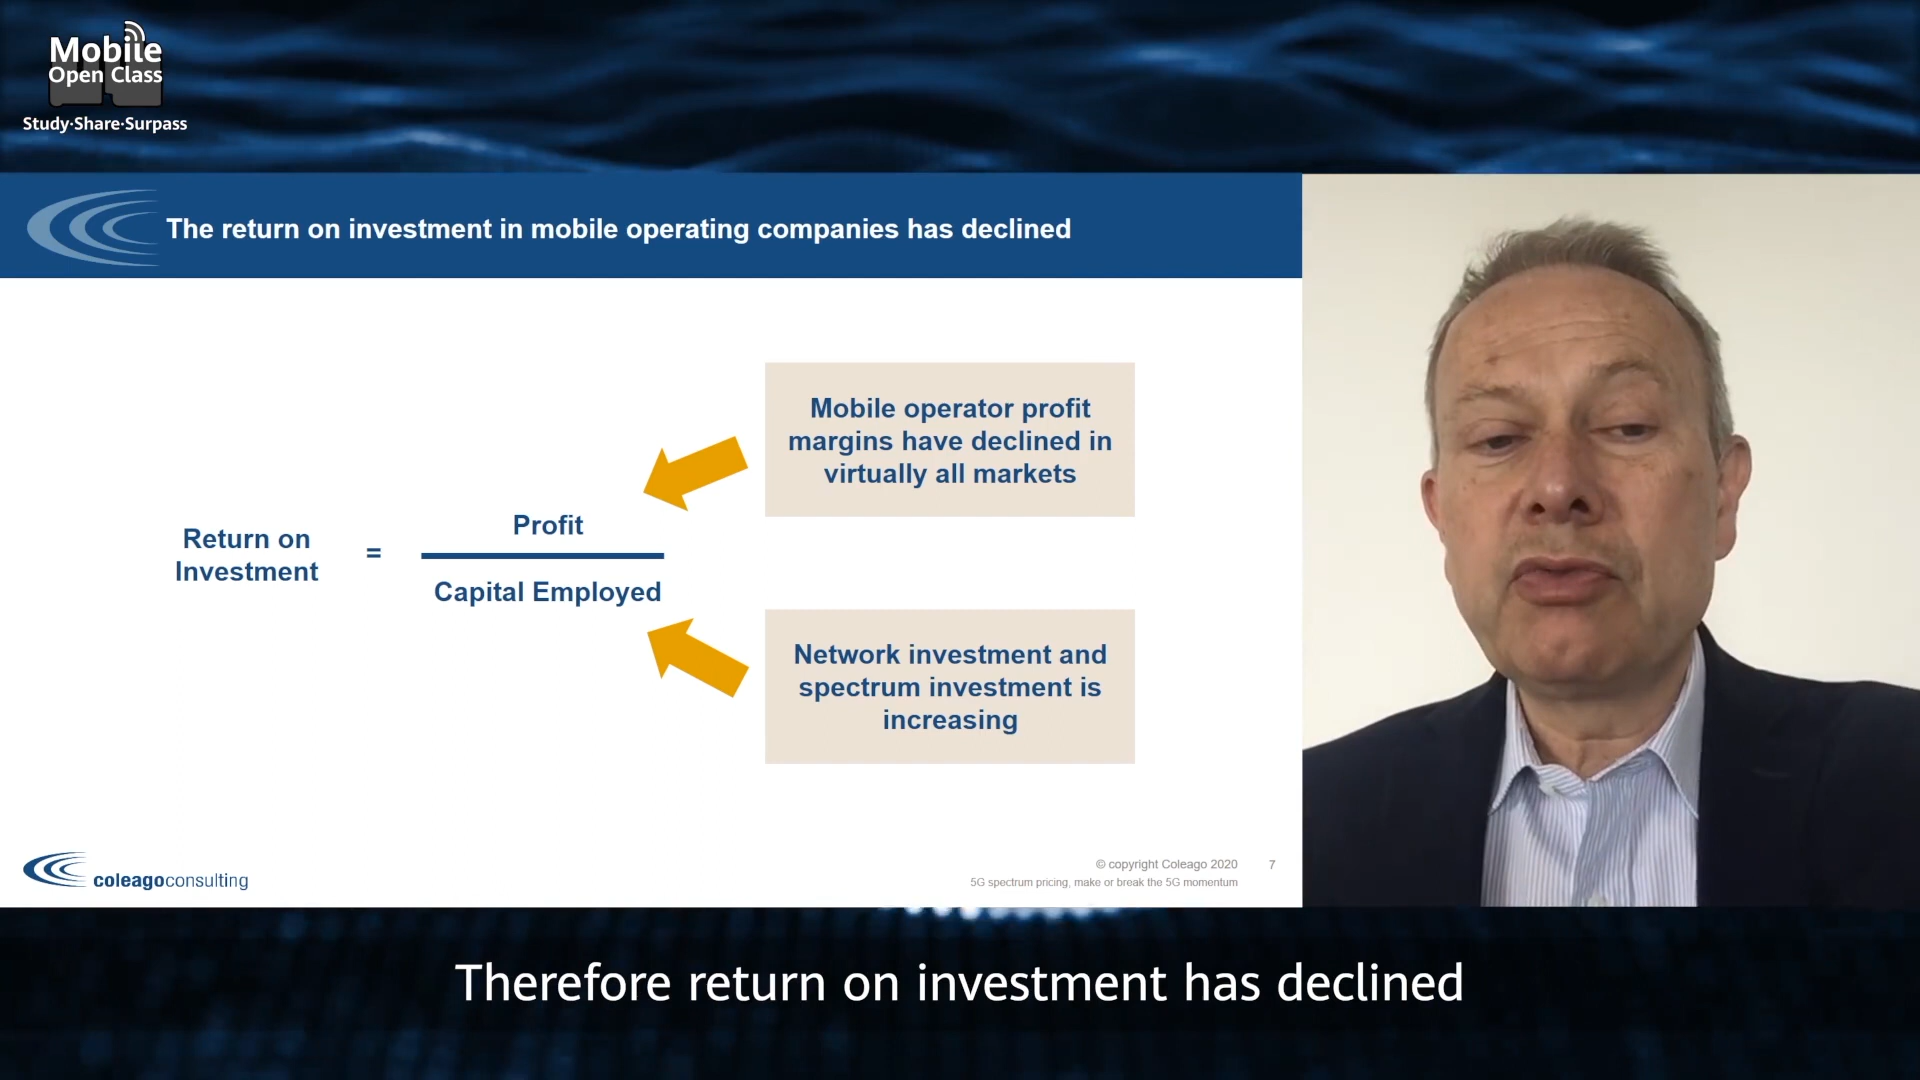 Mobile
Open Class
Study·Share·Surpass
The return on investment in mobile operating companies has declined
Mobile operator profit
margins have declined in
virtually all markets
Return on
Investment
=
Profit
Capital Employed
Network investment and
spectrum investment is
increasing
coleagoconsulting
© copyright Coleago 2020
7
5G spectrum pricing, make or break the 5G momentum
Therefore return on investment has declined